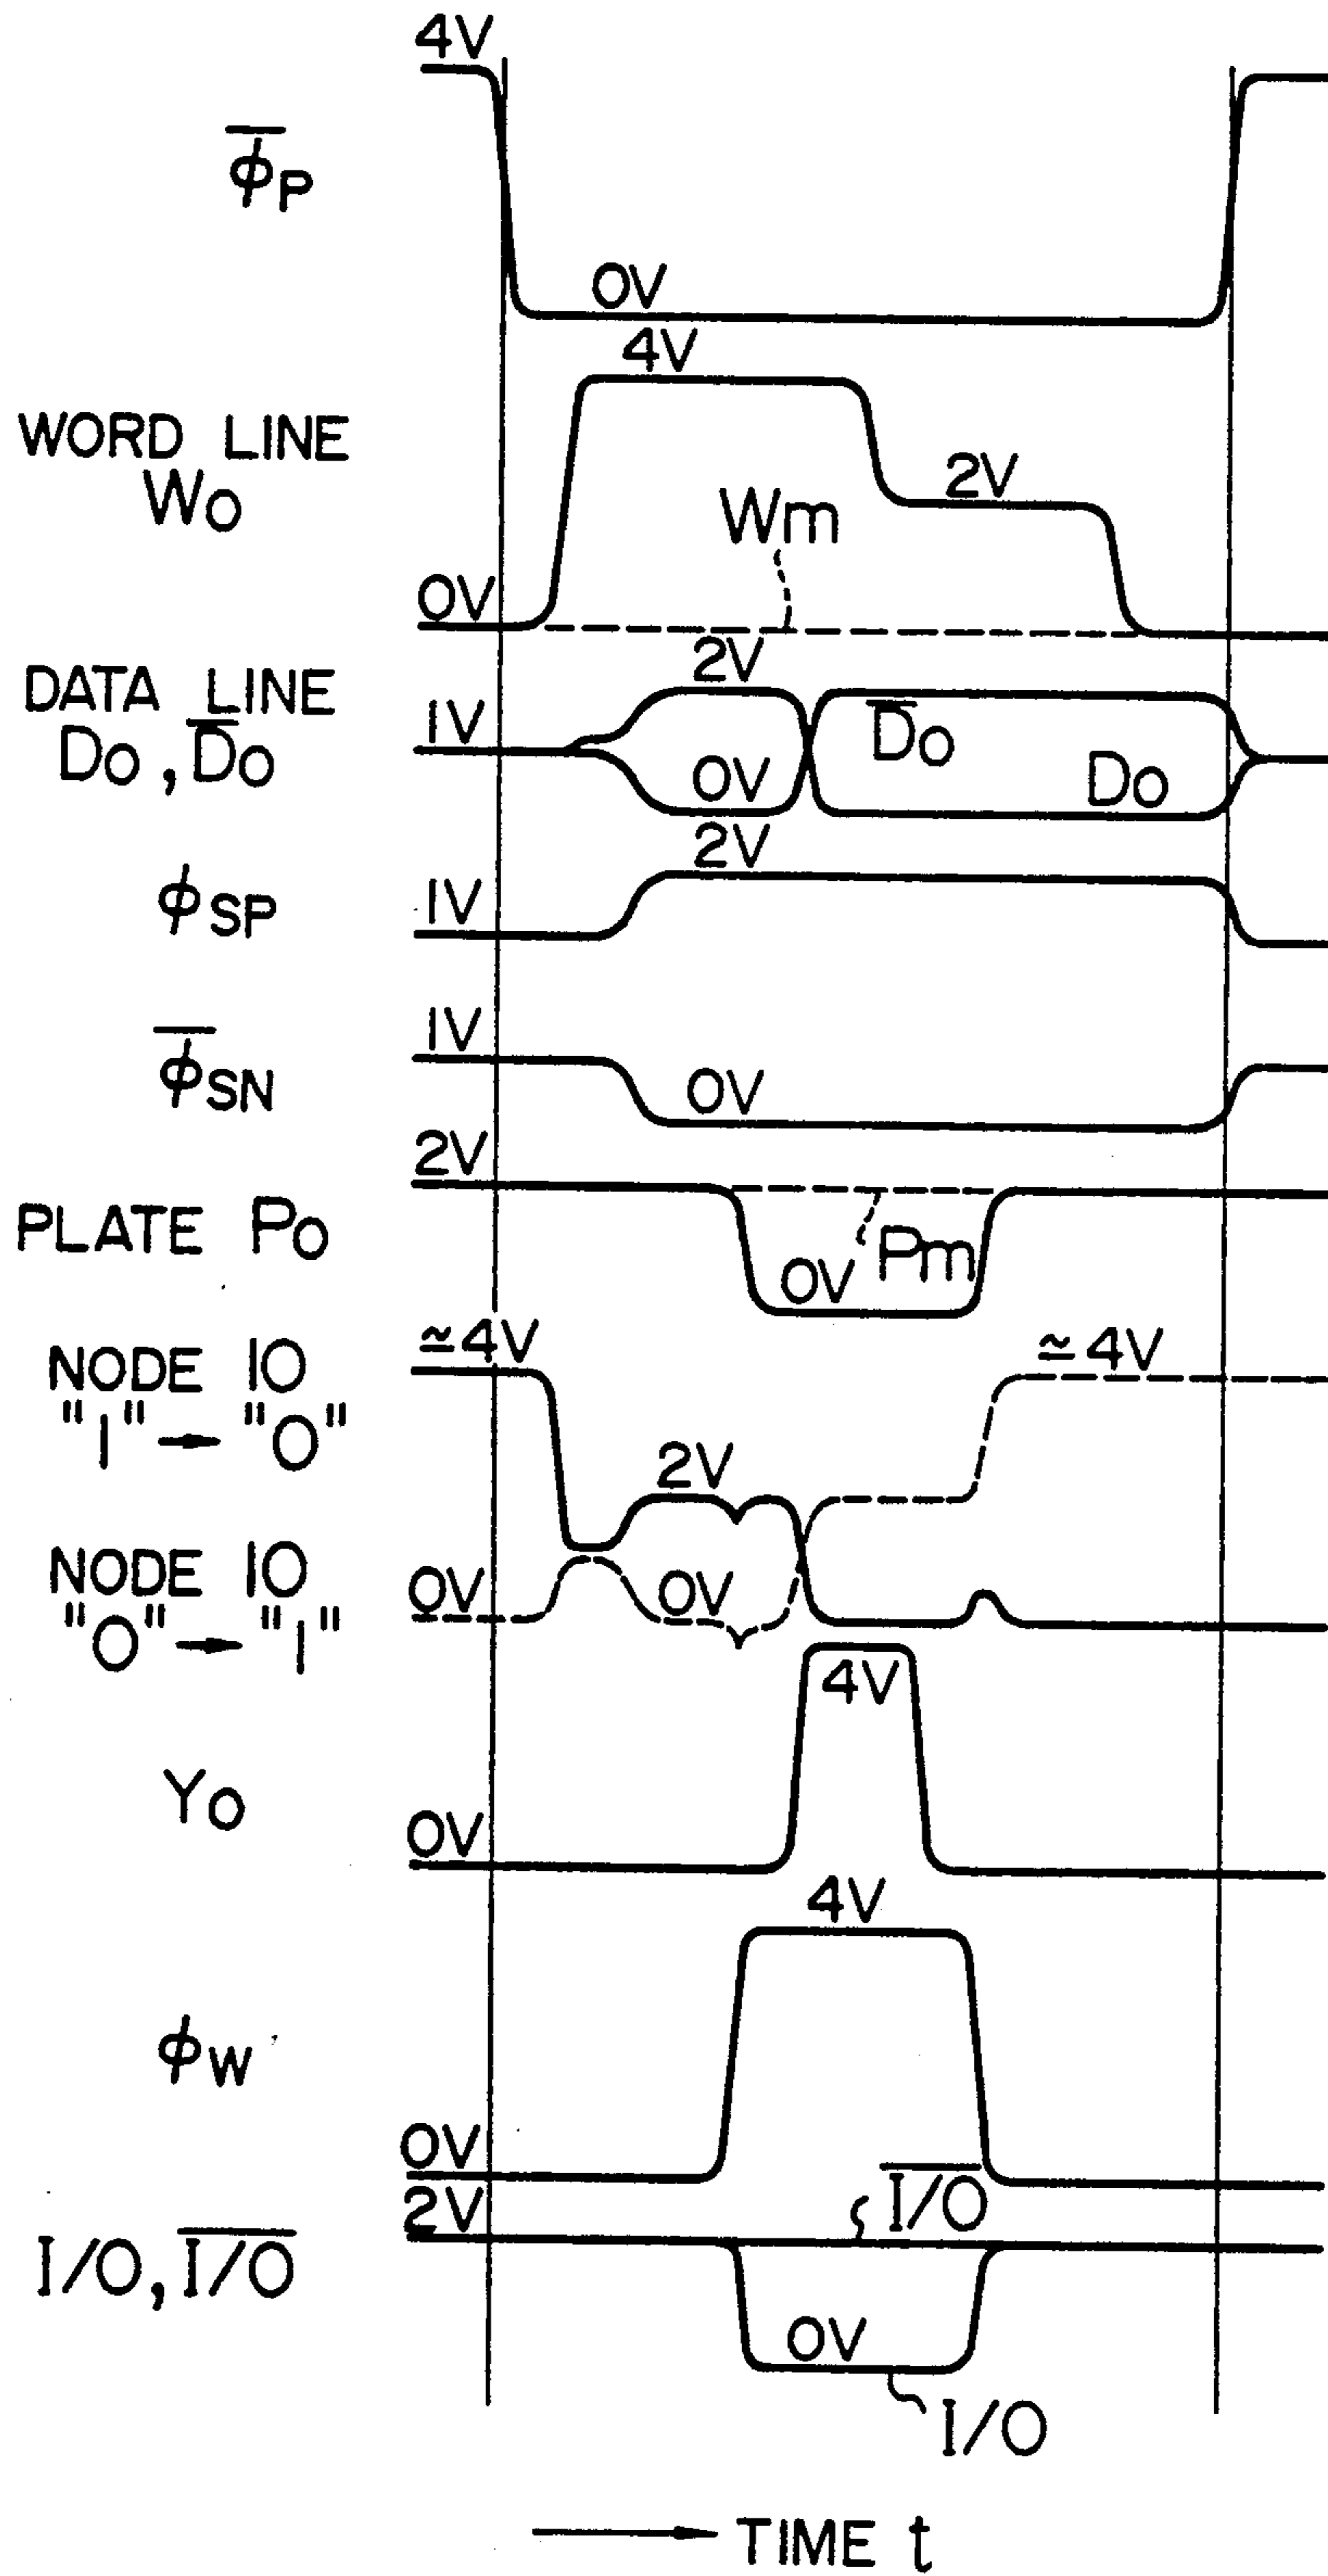 4V
φ̅P
0V
4V
WORD LINE
W0
2V
Wm
0V
2V
DATA LINE
D0, D̅0
1V
D̅0
0V
D0
2V
φSP
1V
1V
φ̅SN
0V
2V
PLATE P0
Pm
0V
≃4V
≃4V
NODE 10
"1" → "0"
2V
NODE 10
"0" → "1"
0V
0V
4V
Y0
0V
4V
φW
0V
I̅/̅O̅
2V
I/O, I̅/̅O̅
0V
I/O
→ TIME t